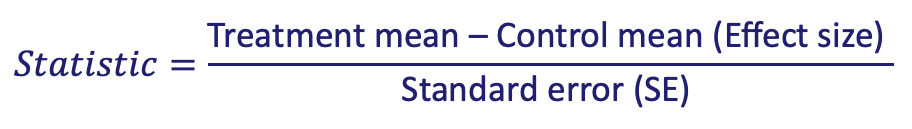 Treatment mean – Control mean (Effect size)
Statistic =
Standard error (SE)